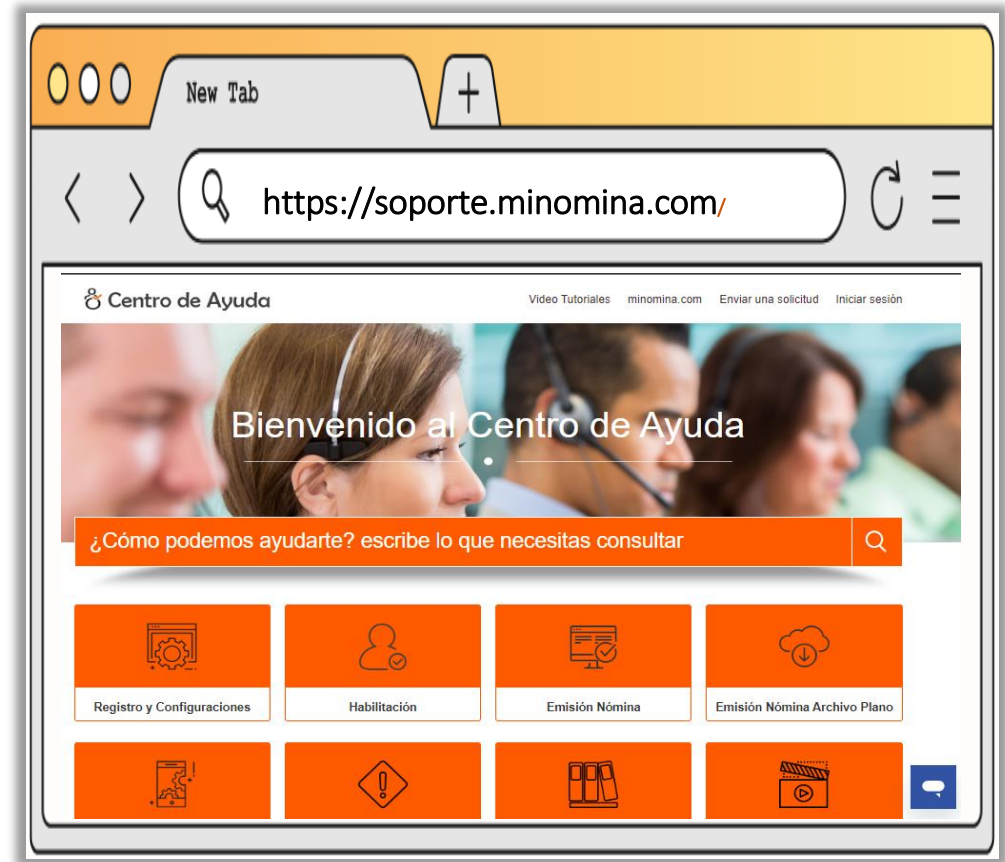 New Tab
https://soporte.minomina.com/
Centro de Ayuda
Video Tutoriales minomina.com Enviar una solicitud Iniciar sesión
Bienvenido al Centro de Ayuda
¿Cómo podemos ayudarte? escribe lo que necesitas consultar
Registro y Configuraciones Habilitación Emisión Nómina Emisión Nómina Archivo Plano